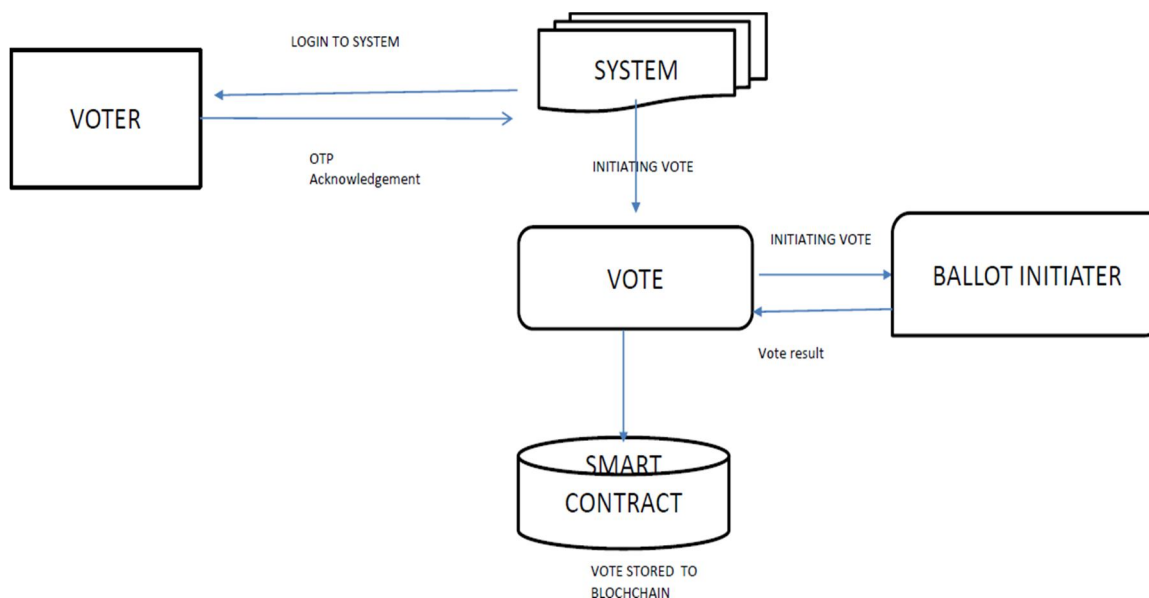 LOGIN TO SYSTEM
SYSTEM
VOTER
OTP
Acknowledgement
INITIATING VOTE
INITIATING VOTE
VOTE
BALLOT INITIATER
Vote result
SMART
CONTRACT
VOTE STORED TO
BLOCHCHAIN